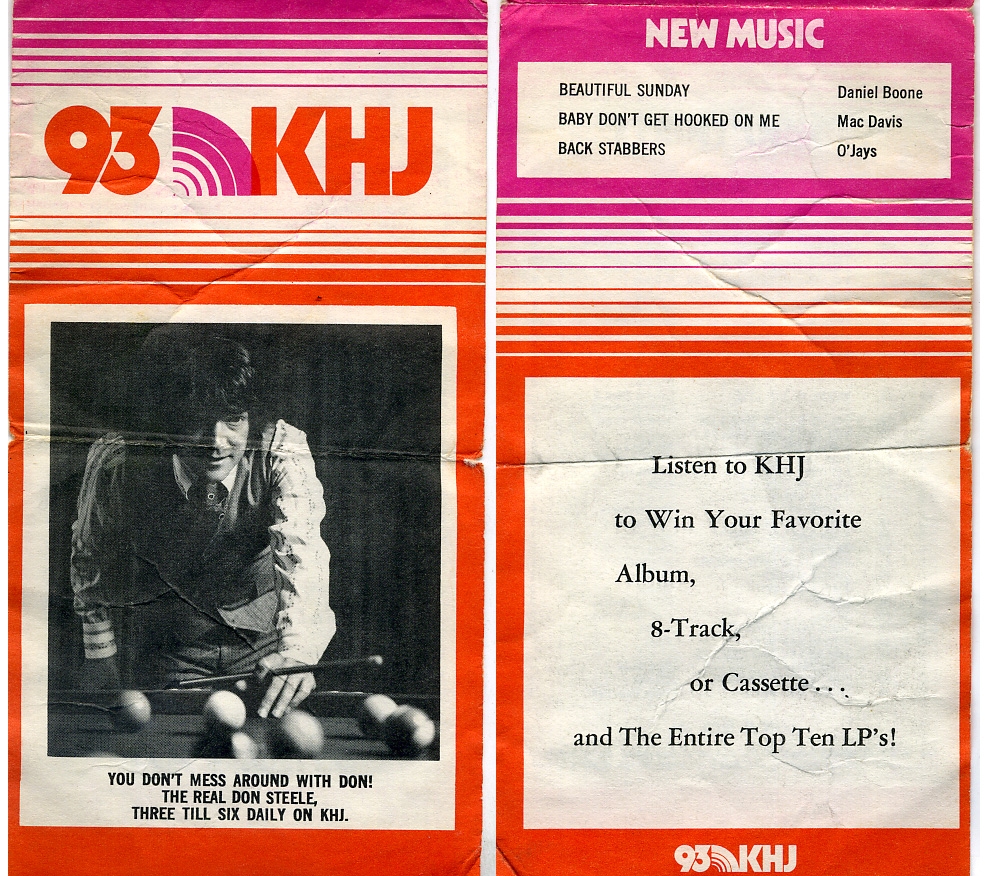 93 KHJ
YOU DON'T MESS AROUND WITH DON!
THE REAL DON STEELE,
THREE TILL SIX DAILY ON KHJ.
NEW MUSIC
BEAUTIFUL SUNDAY Daniel Boone
BABY DON'T GET HOOKED ON ME Mac Davis
BACK STABBERS O'Jays
Listen to KHJ
to Win Your Favorite
Album,
8-Track,
or Cassette...
and The Entire Top Ten LP's!
93 KHJ